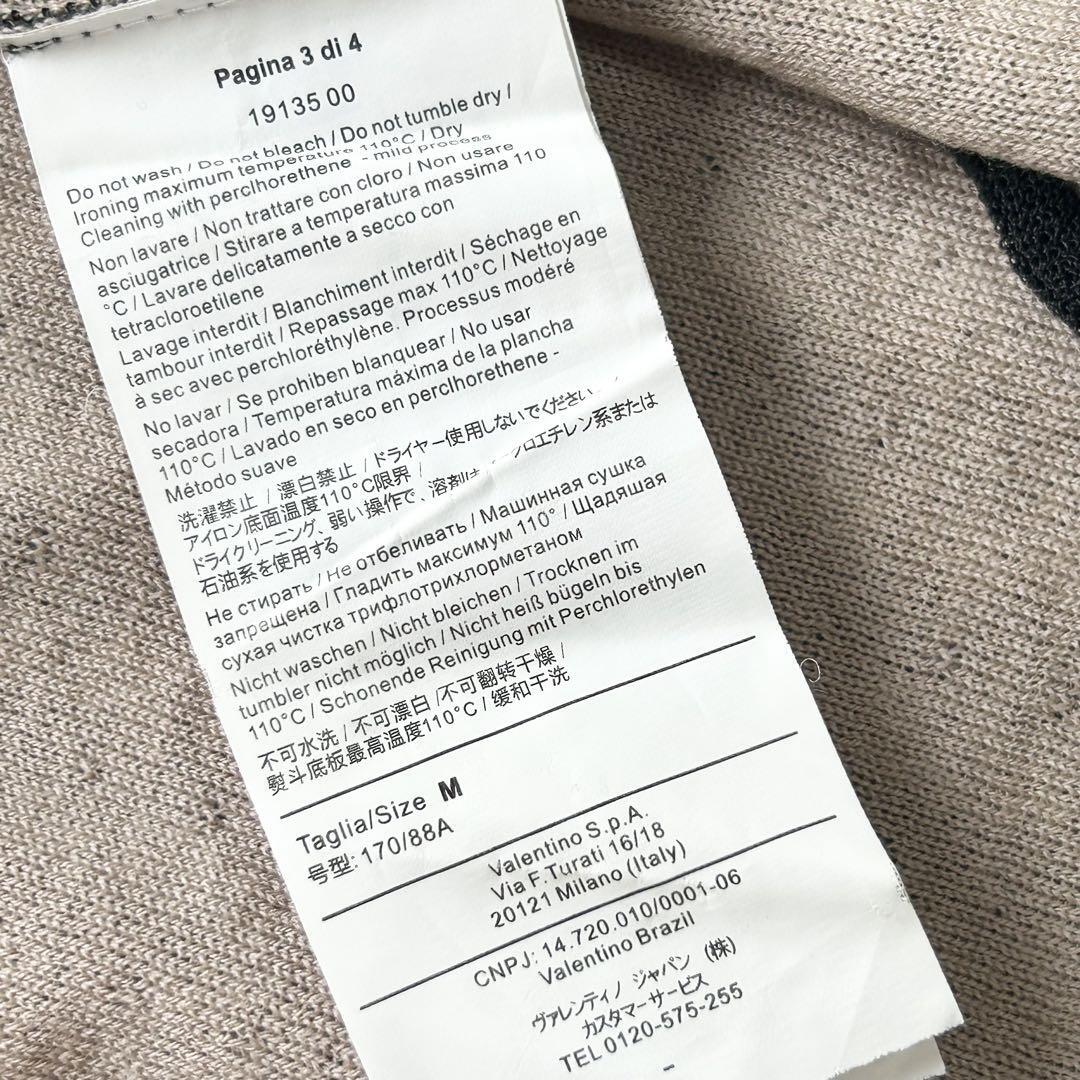 Pagina 3 di 4
19135 00
Do not wash / Do not bleach / Do not tumble dry /
Ironing maximum temperature 110°C / Dry
Cleaning with perclhorethene - mild process
Non lavare / Non trattare con cloro / Non usare
asciugatrice / Stirare a temperatura massima 110
°C / Lavare delicatamente a secco con
tetracloroetilene
Lavage interdit / Blanchiment interdit / Séchage en
tambour interdit / Repassage max 110°C / Nettoyage
à sec avec perchloréthylène. Processus modéré
No lavar / Se prohiben blanquear / No usar
secadora / Temperatura máxima de la plancha
110°C / Lavado en seco en perclhorethene -
Método suave
洗濯禁止 / 漂白禁止 / ドライヤー使用しないでください
アイロン底面温度110°C限界 /
ドライクリーニング、弱い操作で、溶剤は ロエチレン系または
石油系を使用する
Не стирать / Не отбеливать / Машинная сушка
запрещена / Гладить максимум 110° / Щадяшая
сухая чистка трифлотрихлорметаном
Nicht waschen / Nicht bleichen / Trocknen im
tumbler nicht möglich / Nicht heiß bügeln bis
110°C / Schonende Reinigung mit Perchlorethylen
不可水洗 / 不可漂白 /不可翻转干燥 /
熨斗底板最高温度110°C / 缓和干洗
Taglia/Size M
号型: 170/88A
Valentino S.p.A.
Via F.Turati 16/18
20121 Milano (Italy)
CNPJ: 14.720.010/0001-06
Valentino Brazil
ヴァレンティノ ジャパン (株)
カスタマーサービス
TEL 0120-575-255
-